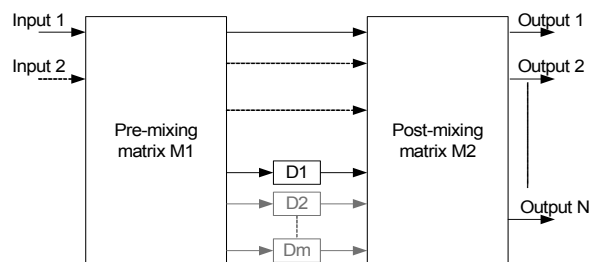 Input 1
Input 2
Pre-mixing
matrix M1
D1
D2
Dm
Post-mixing
matrix M2
Output 1
Output 2
Output N